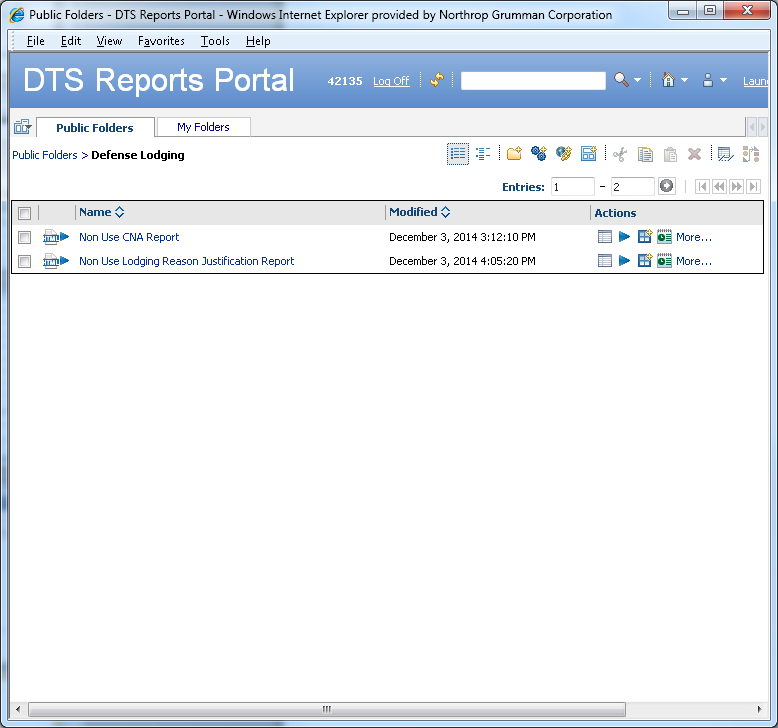 Public Folders - DTS Reports Portal - Windows Internet Explorer provided by Northrop Grumman Corporation
File Edit View Favorites Tools Help
DTS Reports Portal 42135 Log Off
Public Folders My Folders
Public Folders > Defense Lodging
Entries: 1 - 2
Name Modified Actions
Non Use CNA Report December 3, 2014 3:12:10 PM More...
Non Use Lodging Reason Justification Report December 3, 2014 4:05:20 PM More...